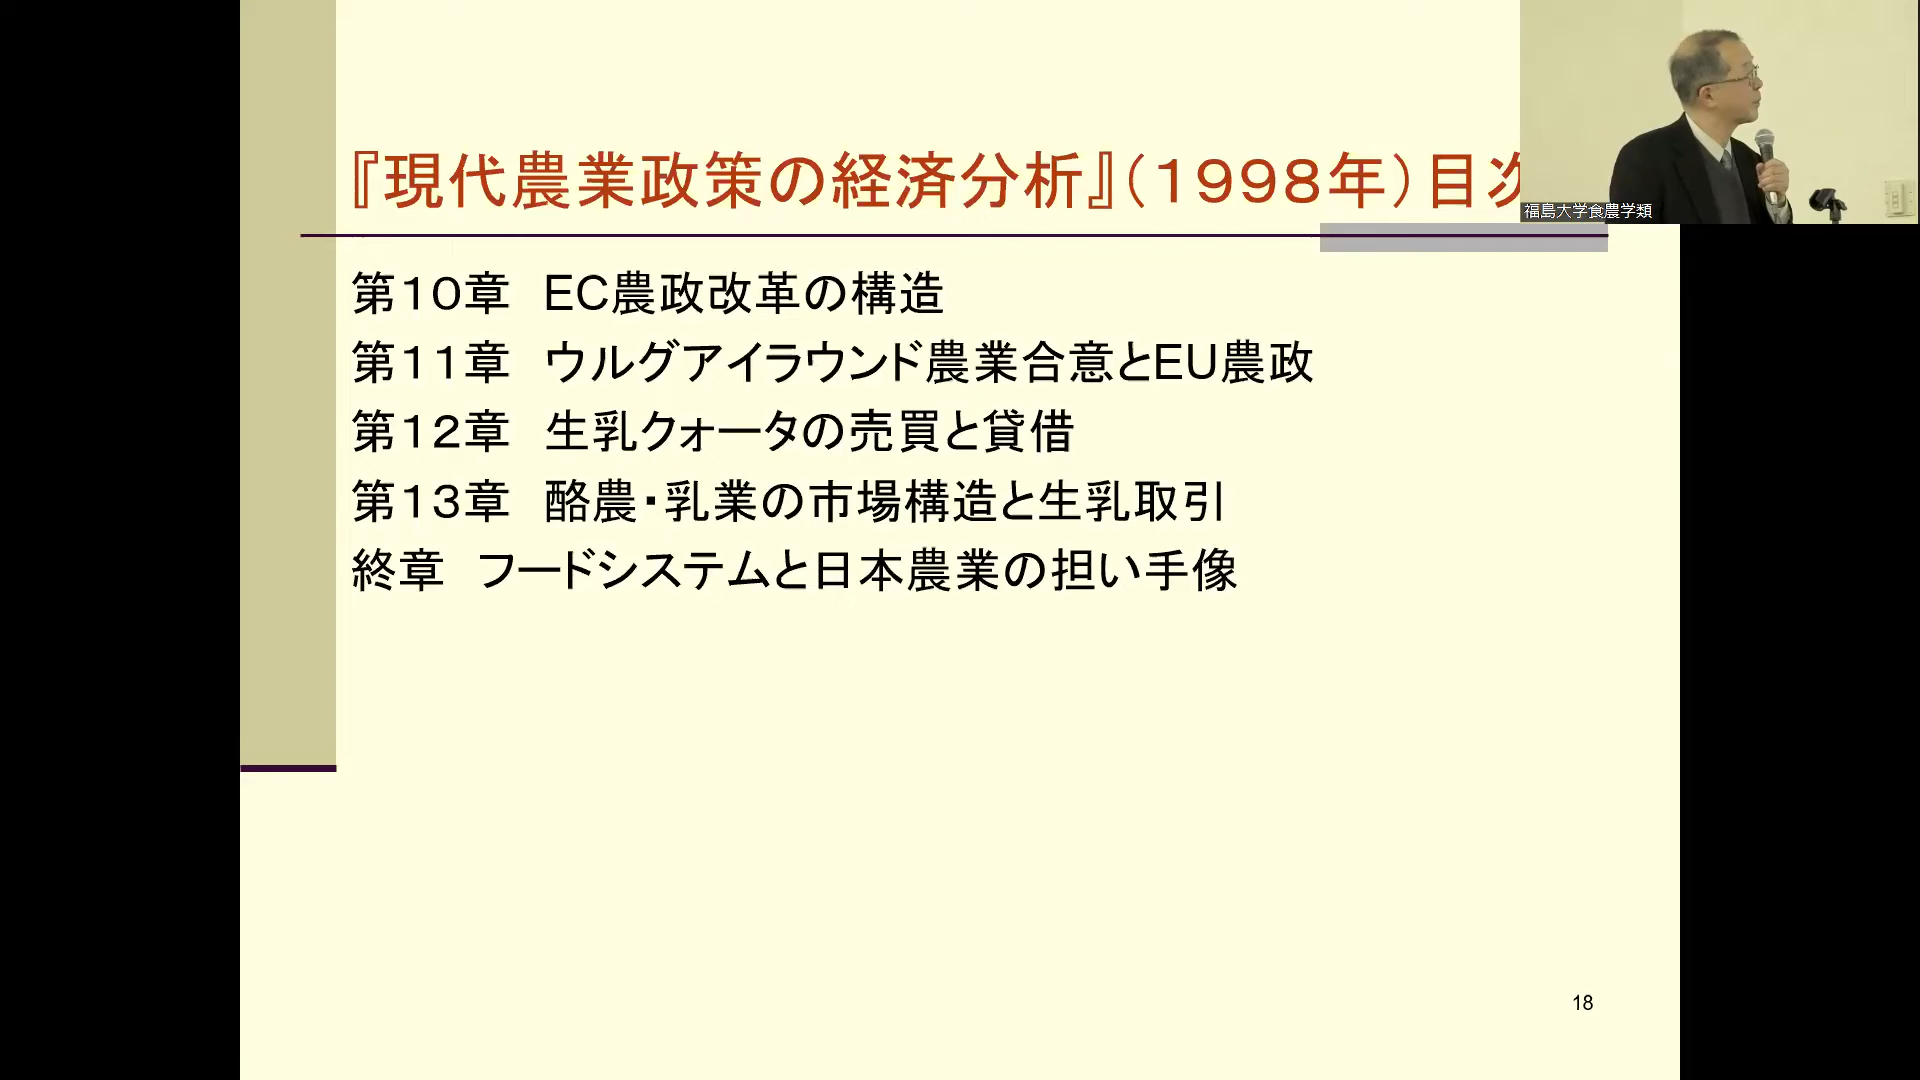 『現代農業政策の経済分析』（１９９８年）目次
福島大学食農学類
第１０章　ＥＣ農政改革の構造
第１１章　ウルグアイラウンド農業合意とＥＵ農政
第１２章　生乳クォータの売買と貸借
第１３章　酪農・乳業の市場構造と生乳取引
終章　フードシステムと日本農業の担い手像
18